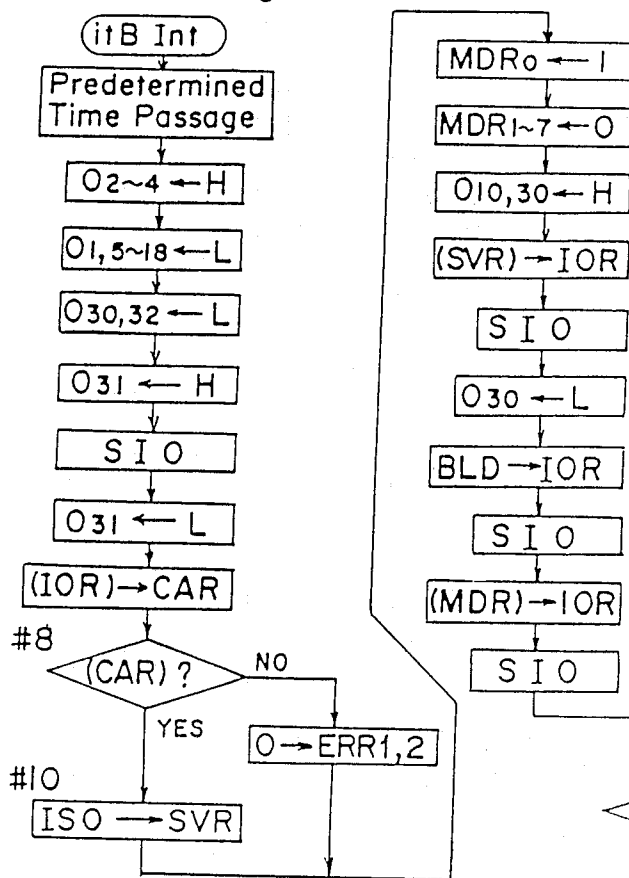 itB Int
Predetermined
Time Passage
O2~4 ← H
O1,5~18 ← L
O30,32 ← L
O31 ← H
SIO
O31 ← L
(IOR) → CAR
#8
(CAR) ?
NO
YES
O → ERR1,2
#10
ISO → SVR
MDR0 ← 1
MDR1~7 ← O
O10,30 ← H
(SVR) → IOR
SIO
O30 ← L
BLD → IOR
SIO
(MDR) → IOR
SIO